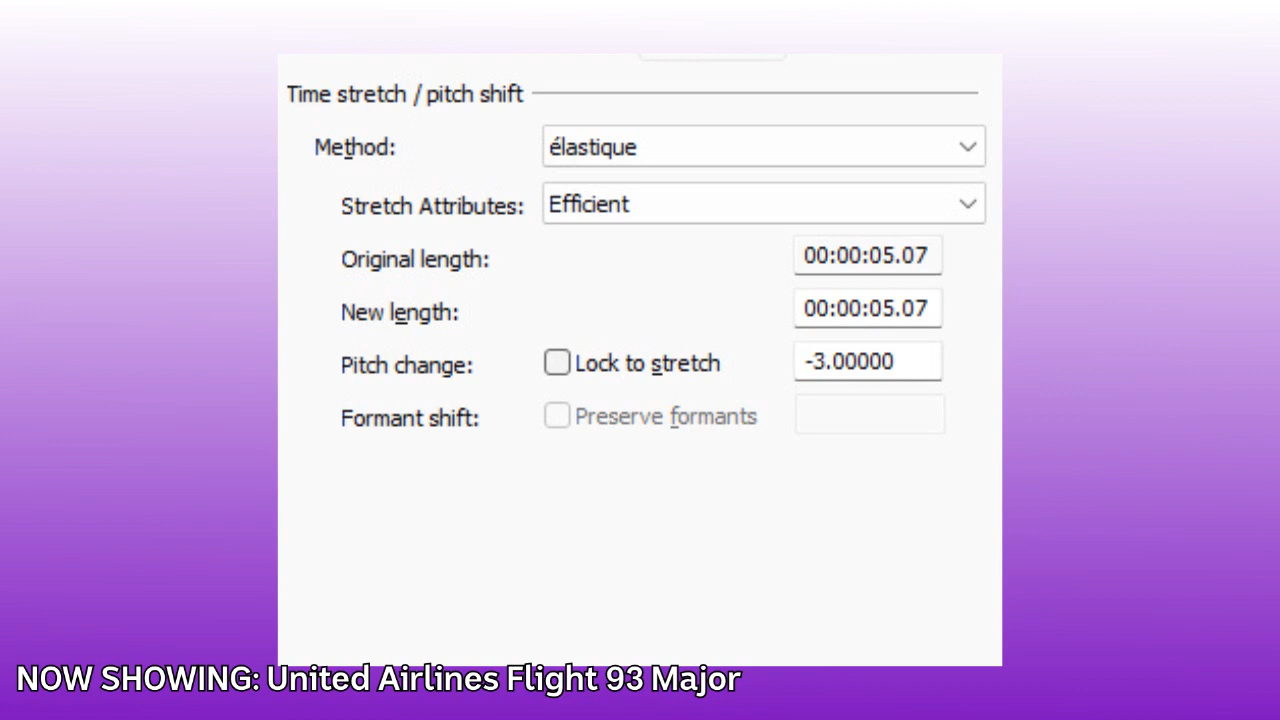 Time stretch / pitch shift
Method: élastique
Stretch Attributes: Efficient
Original length: 00:00:05.07
New length: 00:00:05.07
Pitch change: Lock to stretch -3.00000
Formant shift: Preserve formants
NOW SHOWING: United Airlines Flight 93 Major